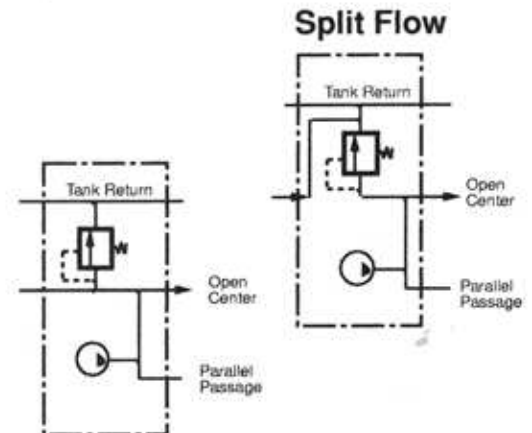 Split Flow
Tank Return
Open
Center
Parallel
Passage
Tank Return
Open
Center
Parallel
Passage